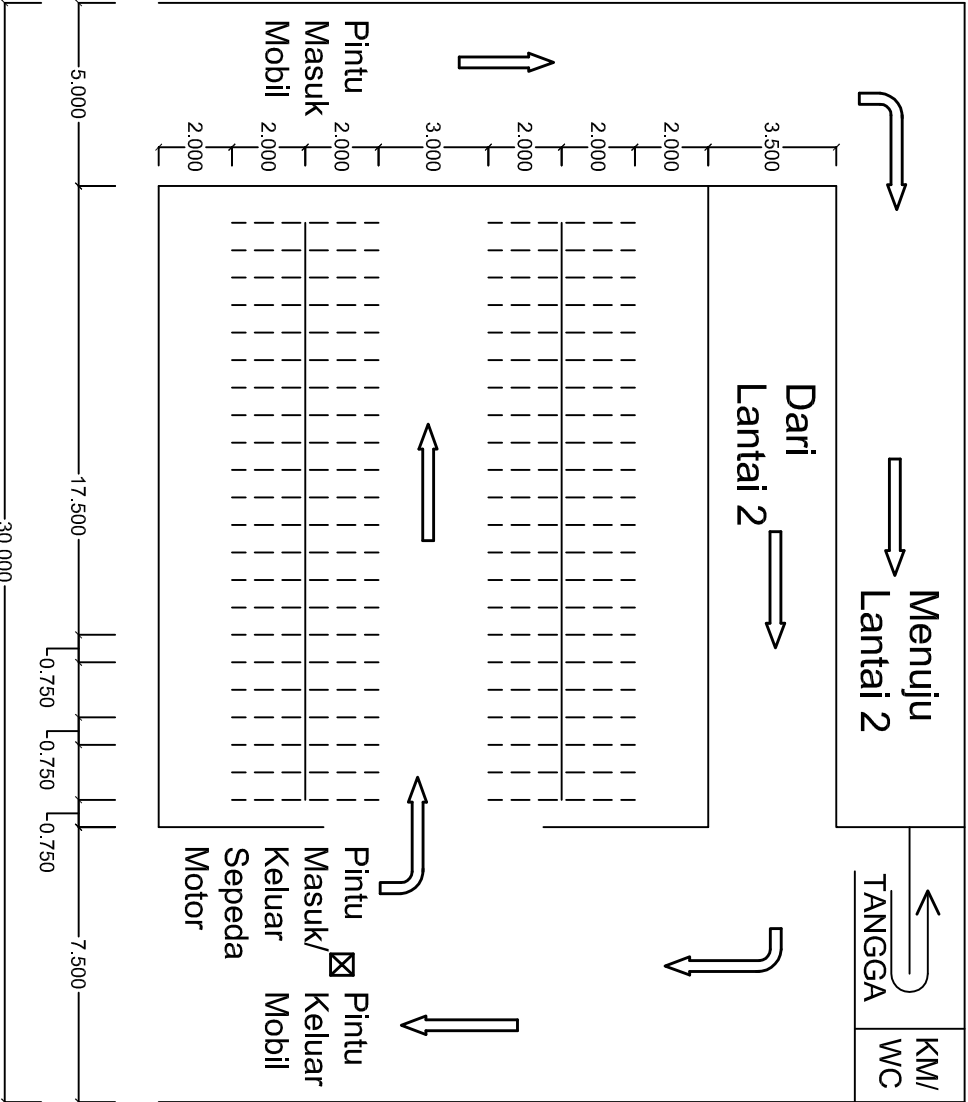 Pintu
Masuk
Mobil
Menuju
Lantai 2
Dari
Lantai 2
TANGGA
KM/
WC
Pintu
Masuk/
Keluar
Sepeda
Motor
Pintu
Keluar
Mobil
3.500
2.000
2.000
2.000
3.000
2.000
2.000
2.000
5.000
17.500
0.750
0.750
0.750
7.500
30.000